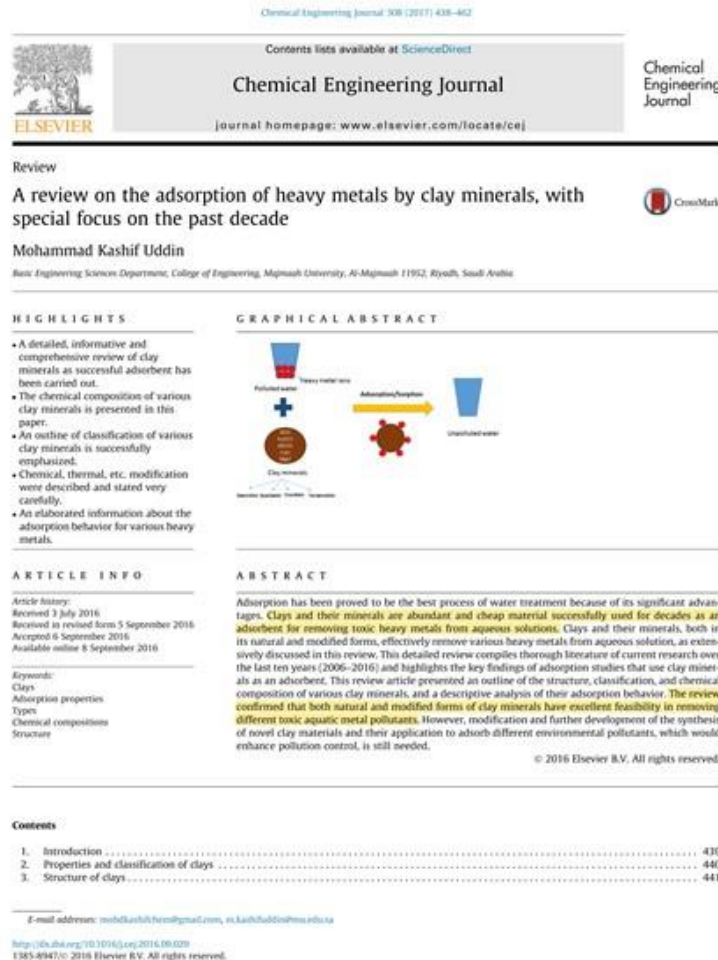 Chemical Engineering Journal 308 (2017) 438–462
Contents lists available at ScienceDirect
Chemical Engineering Journal
journal homepage: www.elsevier.com/locate/cej
ELSEVIER
Chemical
Engineering
Journal
Review
A review on the adsorption of heavy metals by clay minerals, with
special focus on the past decade
CrossMark
Mohammad Kashif Uddin
Basic Engineering Sciences Department, College of Engineering, Majmaah University, Al-Majmaah 11952, Riyadh, Saudi Arabia
HIGHLIGHTS
• A detailed, informative and
comprehensive review of clay
minerals as successful adsorbent has
been carried out.
• The chemical composition of various
clay minerals is presented in this
paper.
• An outline of classification of various
clay minerals is successfully
emphasized.
• Chemical, thermal, etc. modification
were described and stated very
carefully.
• An elaborated information about the
adsorption behavior for various heavy
metals.
GRAPHICAL ABSTRACT
Heavy metal ions
Polluted water
Adsorption/Sorption
Unpolluted water
Clay minerals
ARTICLE INFO
Article history:
Received 3 July 2016
Received in revised form 5 September 2016
Accepted 6 September 2016
Available online 8 September 2016
Keywords:
Clays
Adsorption properties
Types
Chemical compositions
Structure
ABSTRACT
Adsorption has been proved to be the best process of water treatment because of its significant advan-
tages. Clays and their minerals are abundant and cheap material successfully used for decades as an
adsorbent for removing toxic heavy metals from aqueous solutions. Clays and their minerals, both in
its natural and modified forms, effectively remove various heavy metals from aqueous solution, as exten-
sively discussed in this review. This detailed review compiles thorough literature of current research over
the last ten years (2006–2016) and highlights the key findings of adsorption studies that use clay miner-
als as an adsorbent. This review article presented an outline of the structure, classification, and chemical
composition of various clay minerals, and a descriptive analysis of their adsorption behavior. The review
confirmed that both natural and modified forms of clay minerals have excellent feasibility in removing
different toxic aquatic metal pollutants. However, modification and further development of the synthesis
of novel clay materials and their application to adsorb different environmental pollutants, which would
enhance pollution control, is still needed.
© 2016 Elsevier B.V. All rights reserved.
Contents
1. Introduction 439
2. Properties and classification of clays 440
3. Structure of clays 441
E-mail addresses: mohdkashifchem@gmail.com, m.kashifuddin@mu.edu.sa
http://dx.doi.org/10.1016/j.cej.2016.09.029
1385-8947/© 2016 Elsevier B.V. All rights reserved.